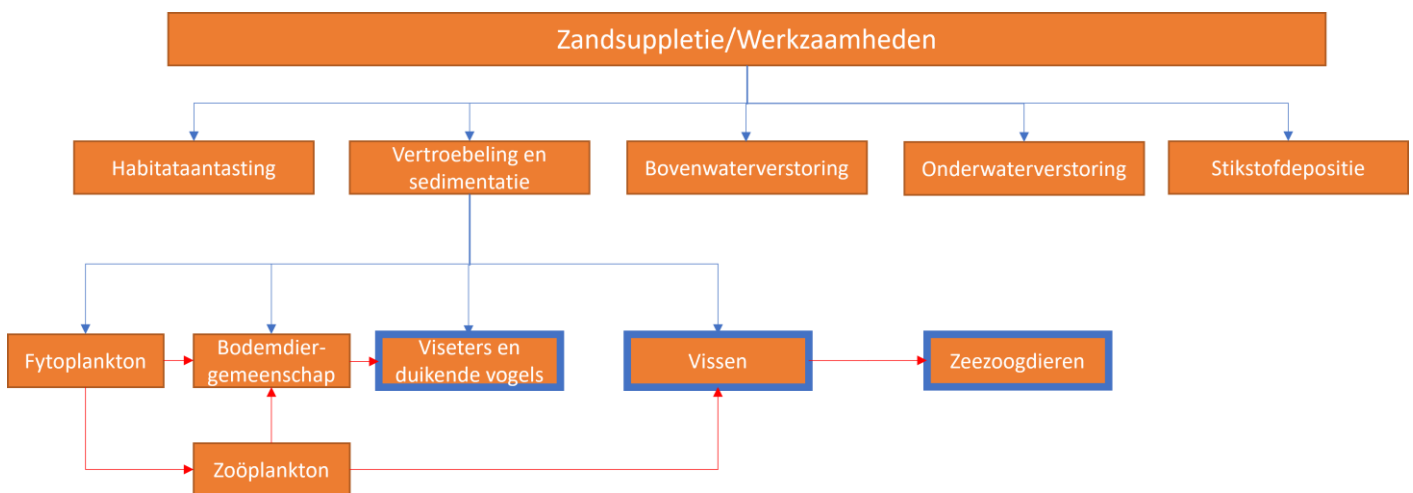 Zandsuppletie/Werkzaamheden
Habitataantasting
Vertroebeling en
sedimentatie
Bovenwaterverstoring
Onderwaterverstoring
Stikstofdepositie
Fytoplankton
Bodemdier-
gemeenschap
Viseters en
duikende vogels
Vissen
Zeezoogdieren
Zoöplankton